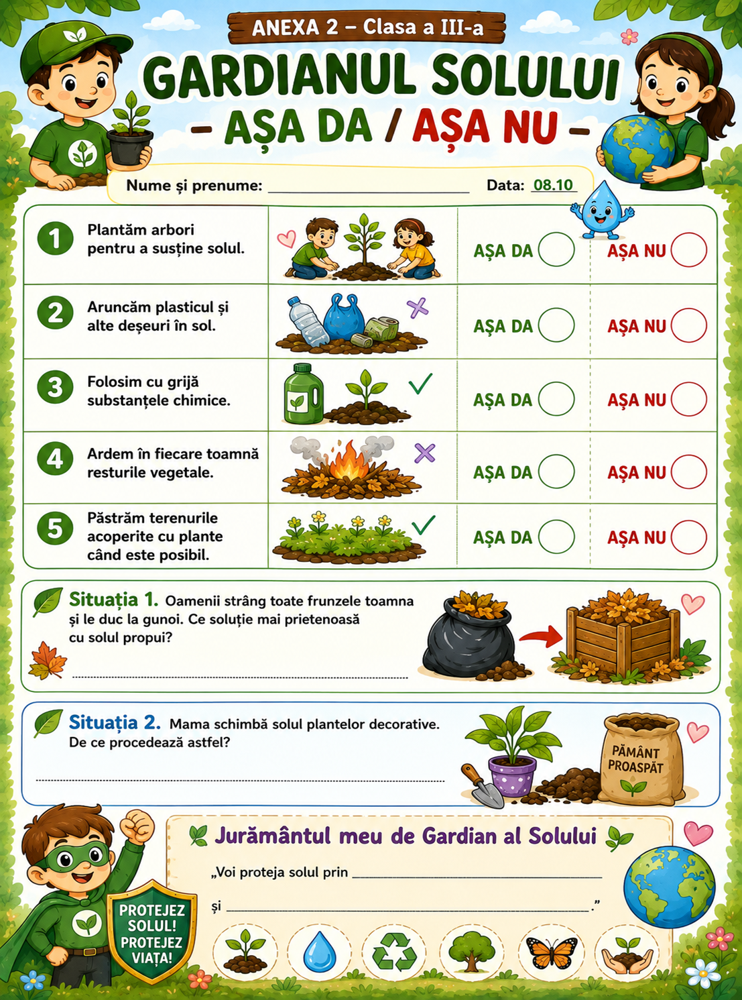 ANEXA 2 – Clasa a III-a
GARDIANUL SOLULUI
– AȘA DA / AȘA NU –
Nume și prenume: ____________ Data: 08.10
1 Plantăm arbori
pentru a susține solul.
AȘA DA AȘA NU
2 Aruncăm plasticul și
alte deșeuri în sol.
AȘA DA AȘA NU
3 Folosim cu grijă
substanțele chimice.
AȘA DA AȘA NU
4 Ardem în fiecare toamnă
resturile vegetale.
AȘA DA AȘA NU
5 Păstrăm terenurile
acoperite cu plante
când este posibil.
AȘA DA AȘA NU
Situația 1. Oamenii strâng toate frunzele toamna
și le duc la gunoi. Ce soluție mai prietenoasă
cu solul propui?
Situația 2. Mama schimbă solul plantelor decorative.
De ce procedează astfel?
PĂMÂNT
PROASPĂT
Jurământul meu de Gardian al Solului
„Voi proteja solul prin ____________
și ____________.”
PROTEJEZ
SOLUL!
PROTEJEZ
VIAȚA!